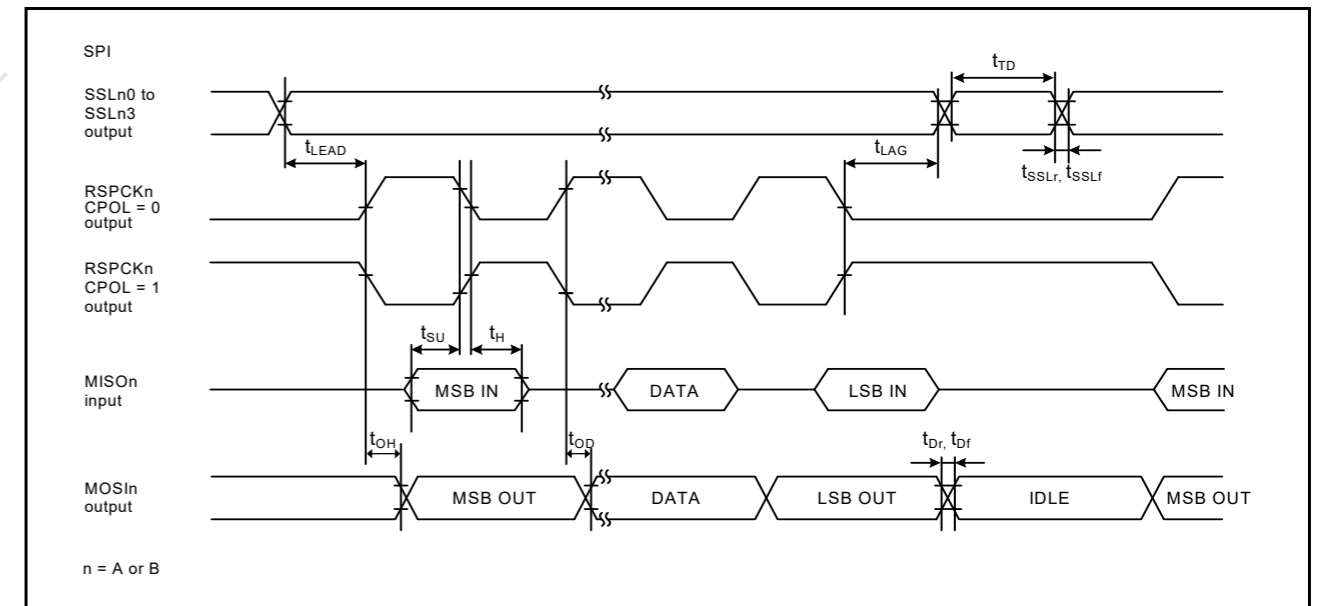 SPI
tTD
SSLn0 to
SSLn3
output
tLEAD
tLAG
tSSLr, tSSLf
RSPCKn
CPOL = 0
output
RSPCKn
CPOL = 1
output
tSU
tH
MISOn
input
MSB IN
DATA
LSB IN
MSB IN
tOH
tOD
tDr, tDf
MOSIn
output
MSB OUT
DATA
LSB OUT
IDLE
MSB OUT
n = A or B